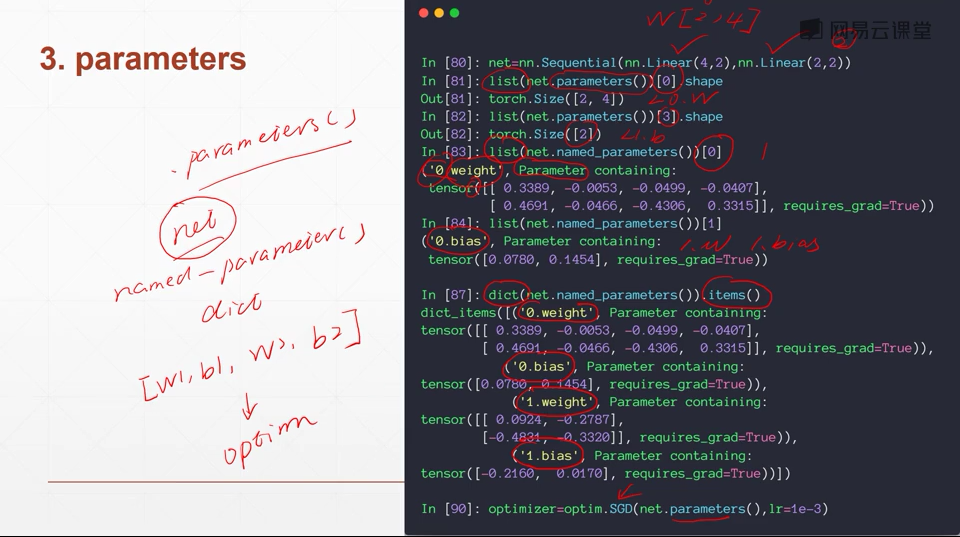 3. parameters
.parameters()
net
named-parameter()
dict
[w1, b1, w2, b2]
↓
optim
W[2,4]
网易云课堂
In [80]: net=nn.Sequential(nn.Linear(4,2),nn.Linear(2,2))
In [81]: list(net.parameters())[0].shape
Out[81]: torch.Size([2, 4])
In [82]: list(net.parameters())[3].shape
Out[82]: torch.Size([2])
In [83]: list(net.named_parameters())[0]
('0.weight', Parameter containing:
tensor([[ 0.3389, -0.0053, -0.0499, -0.0407],
[ 0.4691, -0.0466, -0.4306, 0.3315]], requires_grad=True))
In [84]: list(net.named_parameters())[1]
('0.bias', Parameter containing:
1.w 1.bias
tensor([0.0780, 0.1454], requires_grad=True))
In [87]: dict(net.named_parameters()).items()
dict_items([('0.weight', Parameter containing:
tensor([[ 0.3389, -0.0053, -0.0499, -0.0407],
[ 0.4691, -0.0466, -0.4306, 0.3315]], requires_grad=True)),
('0.bias', Parameter containing:
tensor([0.0780, 0.1454], requires_grad=True)),
('1.weight', Parameter containing:
tensor([[ 0.0924, -0.2787],
[-0.4831, -0.3320]], requires_grad=True)),
('1.bias', Parameter containing:
tensor([-0.2160, 0.0170], requires_grad=True))])
In [90]: optimizer=optim.SGD(net.parameters(),lr=1e-3)